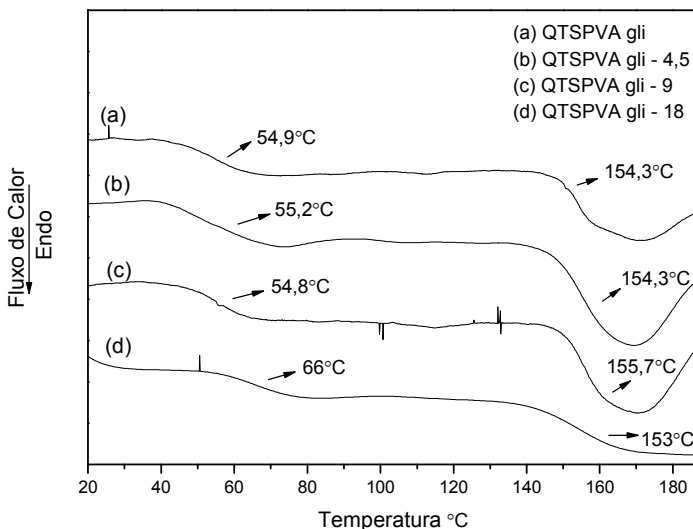 (a) QTSPVA gli
(b) QTSPVA gli - 4,5
(c) QTSPVA gli - 9
(d) QTSPVA gli - 18
(a)
54,9°C
154,3°C
(b)
55,2°C
154,3°C
(c)
54,8°C
155,7°C
(d)
66°C
153°C
Fluxo de Calor
Endo
20 40 60 80 100 120 140 160 180
Temperatura °C